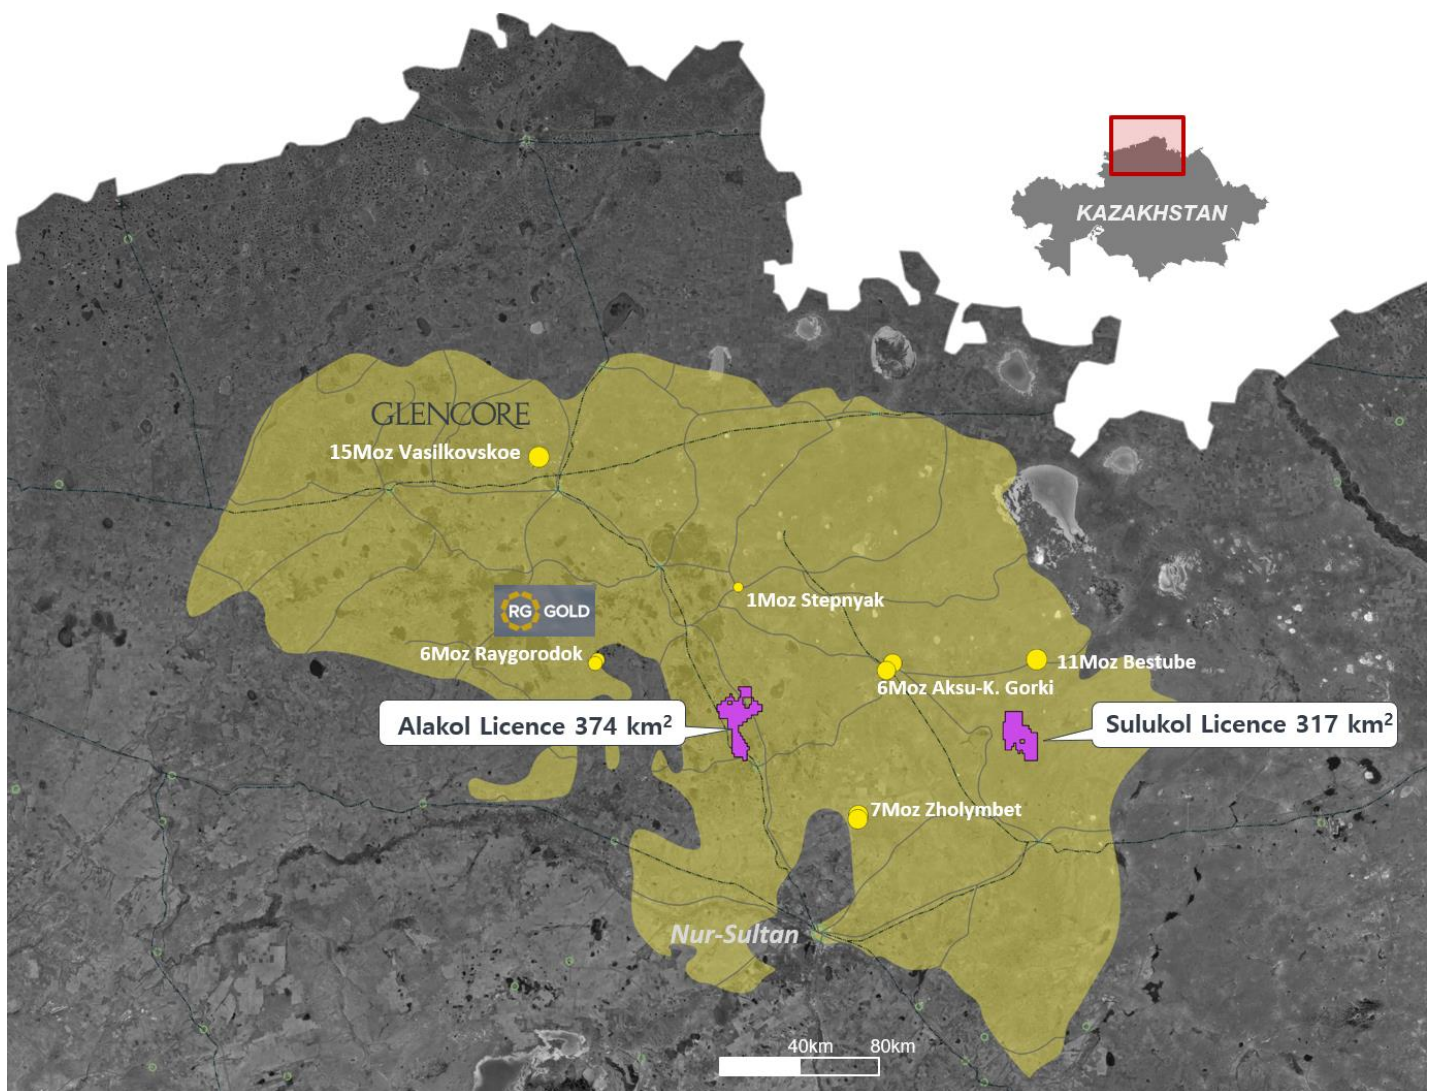 KAZAKHSTAN
GLENCORE
15Moz Vasilkovskoe
1Moz Stepnyak
RG GOLD
6Moz Raygorodok
11Moz Bestube
6Moz Aksu-K. Gorki
Alakol Licence 374 km²
Sulukol Licence 317 km²
7Moz Zholymbet
Nur-Sultan
40km 80km